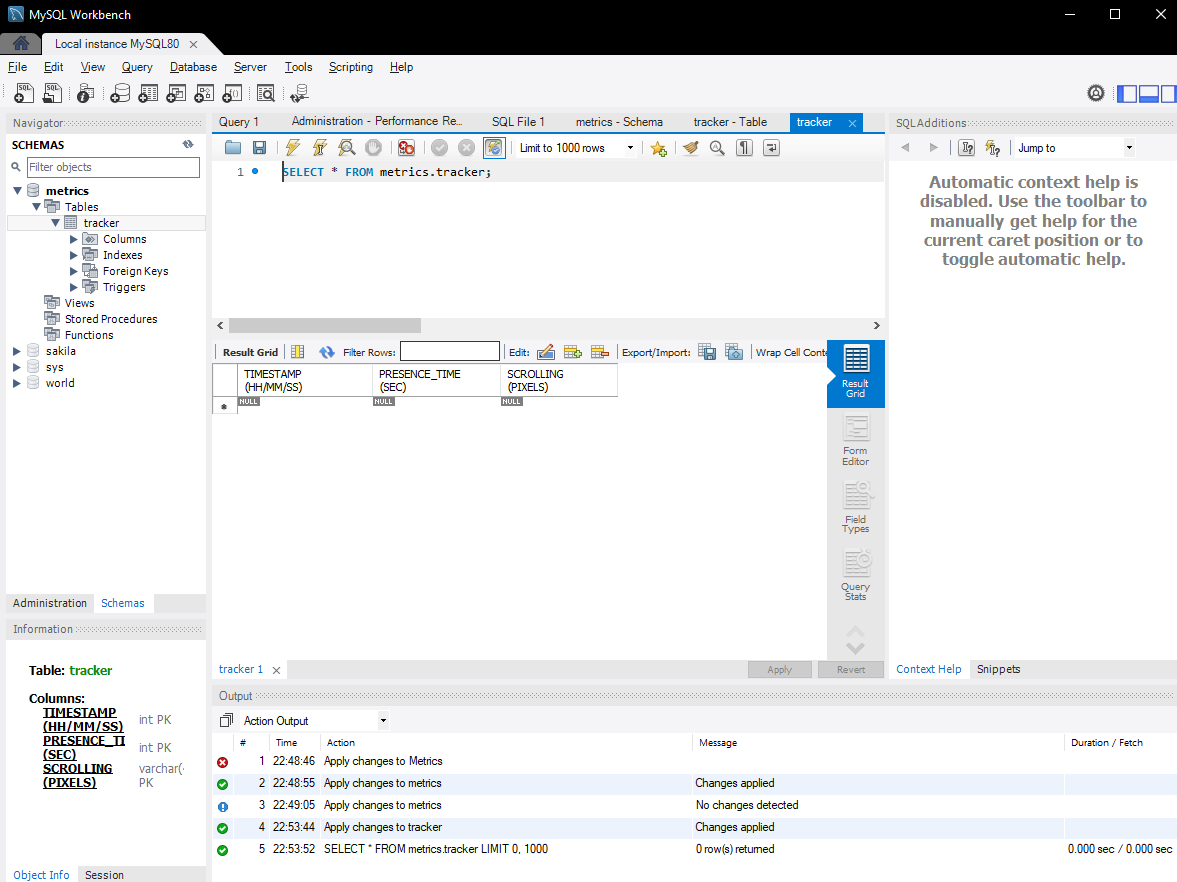 MySQL Workbench
Local instance MySQL80
File Edit View Query Database Server Tools Scripting Help
Navigator
SCHEMAS
Filter objects
metrics
Tables
tracker
Columns
Indexes
Foreign Keys
Triggers
Views
Stored Procedures
Functions
sakila
sys
world
Administration Schemas
Information
Table: tracker
Columns:
TIMESTAMP
(HH/MM/SS) int PK
PRESENCE_TI
(SEC) int PK
SCROLLING varchar(
(PIXELS) PK
Object Info Session
Query 1 Administration - Performance Re... SQL File 1 metrics - Schema tracker - Table tracker
Limit to 1000 rows
1 SELECT * FROM metrics.tracker;
Result Grid Filter Rows: Edit: Export/Import: Wrap Cell Conte
TIMESTAMP PRESENCE_TIME SCROLLING
(HH/MM/SS) (SEC) (PIXELS)
NULL NULL NULL
Result
Grid
Form
Editor
Field
Types
Query
Stats
tracker 1 Apply Revert
SQLAdditions
Jump to
Automatic context help is
disabled. Use the toolbar to
manually get help for the
current caret position or to
toggle automatic help.
Context Help Snippets
Output
Action Output
# Time Action Message Duration / Fetch
1 22:48:46 Apply changes to Metrics
2 22:48:55 Apply changes to metrics Changes applied
3 22:49:05 Apply changes to metrics No changes detected
4 22:53:44 Apply changes to tracker Changes applied
5 22:53:52 SELECT * FROM metrics.tracker LIMIT 0, 1000 0 row(s) returned 0.000 sec / 0.000 sec